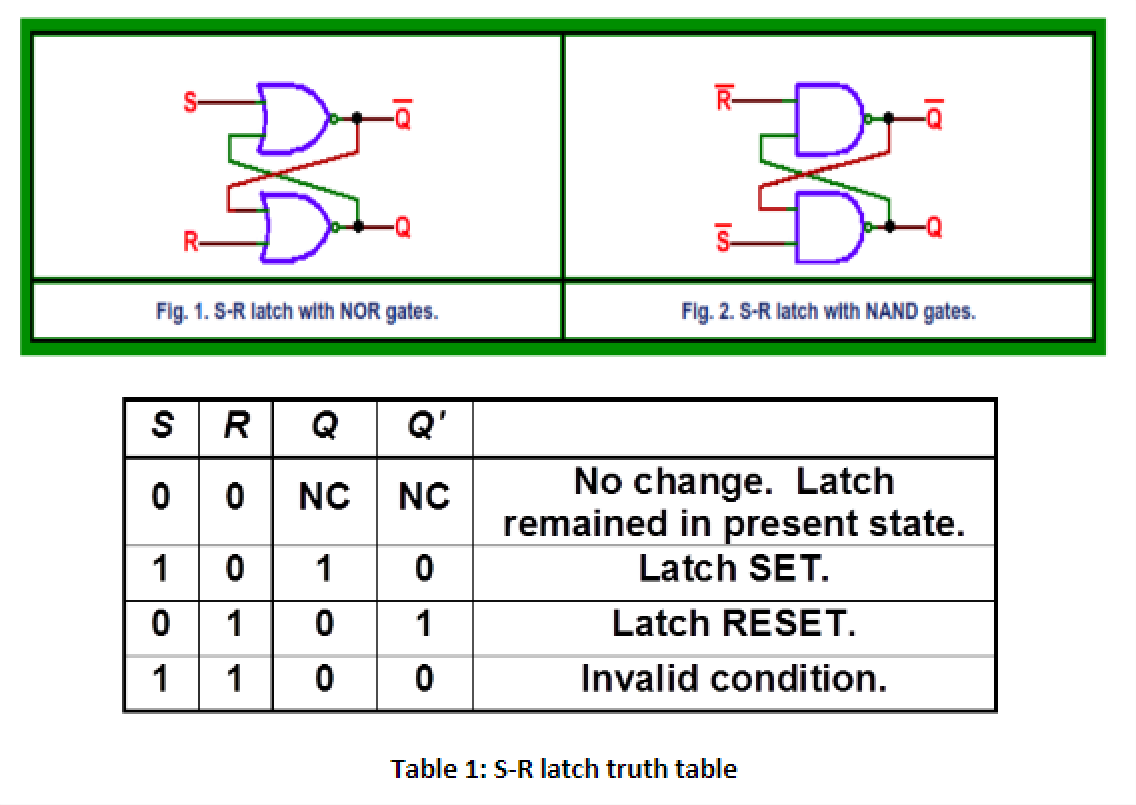 S
Q̅
R
Q
R̅
Q̅
S̅
Q
Fig. 1. S-R latch with NOR gates.
Fig. 2. S-R latch with NAND gates.
S R Q Q'
0 0 NC NC No change. Latch
remained in present state.
1 0 1 0 Latch SET.
0 1 0 1 Latch RESET.
1 1 0 0 Invalid condition.
Table 1: S-R latch truth table